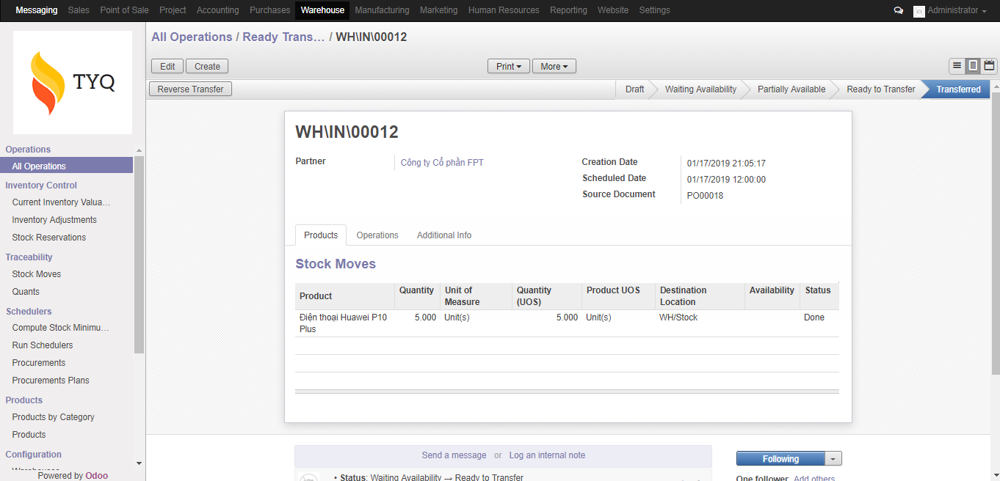 Messaging Sales Point of Sale Project Accounting Purchases Warehouse Manufacturing Marketing Human Resources Reporting Website Settings Administrator
TYQ
Operations
All Operations
Inventory Control
Current Inventory Valua…
Inventory Adjustments
Stock Reservations
Traceability
Stock Moves
Quants
Schedulers
Compute Stock Minimu…
Run Schedulers
Procurements
Procurements Plans
Products
Products by Category
Products
Configuration
Powered by Odoo
All Operations / Ready Trans… / WH\IN\00012
Edit Create Print More
Reverse Transfer Draft Waiting Availability Partially Available Ready to Transfer Transferred
WH\IN\00012
Partner Công ty Cổ phần FPT
Creation Date 01/17/2019 21:05:17
Scheduled Date 01/17/2019 12:00:00
Source Document PO00018
Products Operations Additional Info
Stock Moves
Product Quantity Unit of Measure Quantity (UOS) Product UOS Destination Location Availability Status
Điện thoại Huawei P10 Plus 5.000 Unit(s) 5.000 Unit(s) WH/Stock Done
Send a message or Log an internal note
Following
• Status: Waiting Availability → Ready to Transfer
One follower Add others